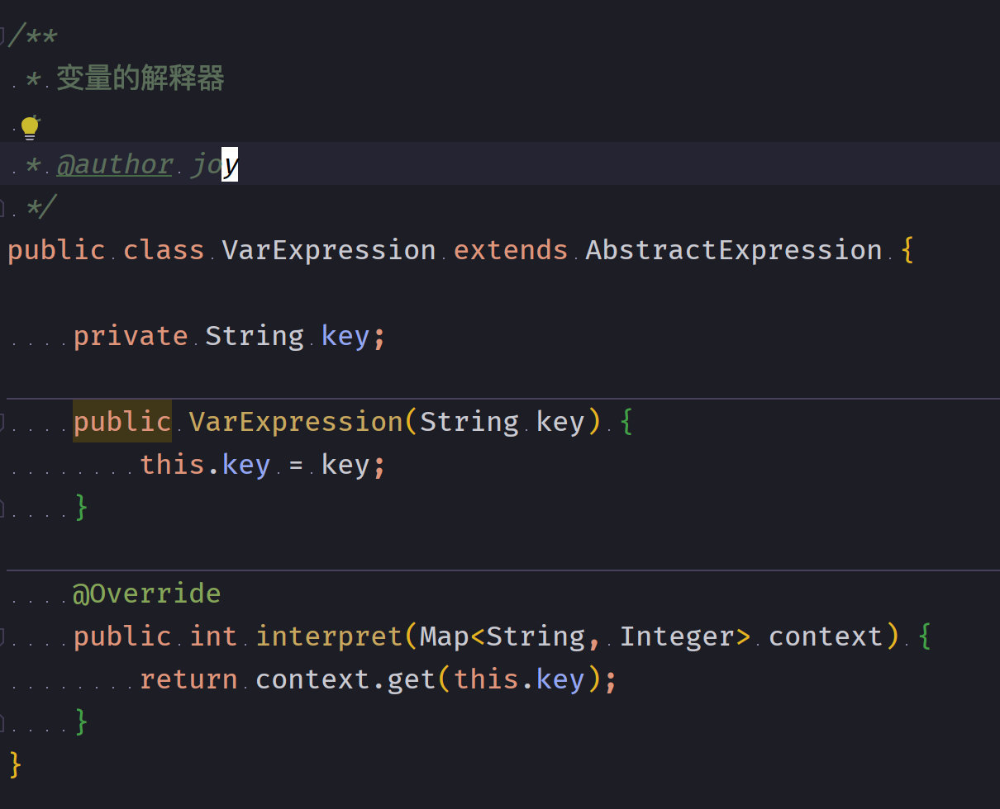 /**
 * 变量的解释器
 *
 * @author joy
 */
public class VarExpression extends AbstractExpression {
    private String key;
    public VarExpression(String key) {
        this.key = key;
    }
    @Override
    public int interpret(Map<String, Integer> context) {
        return context.get(this.key);
    }
}